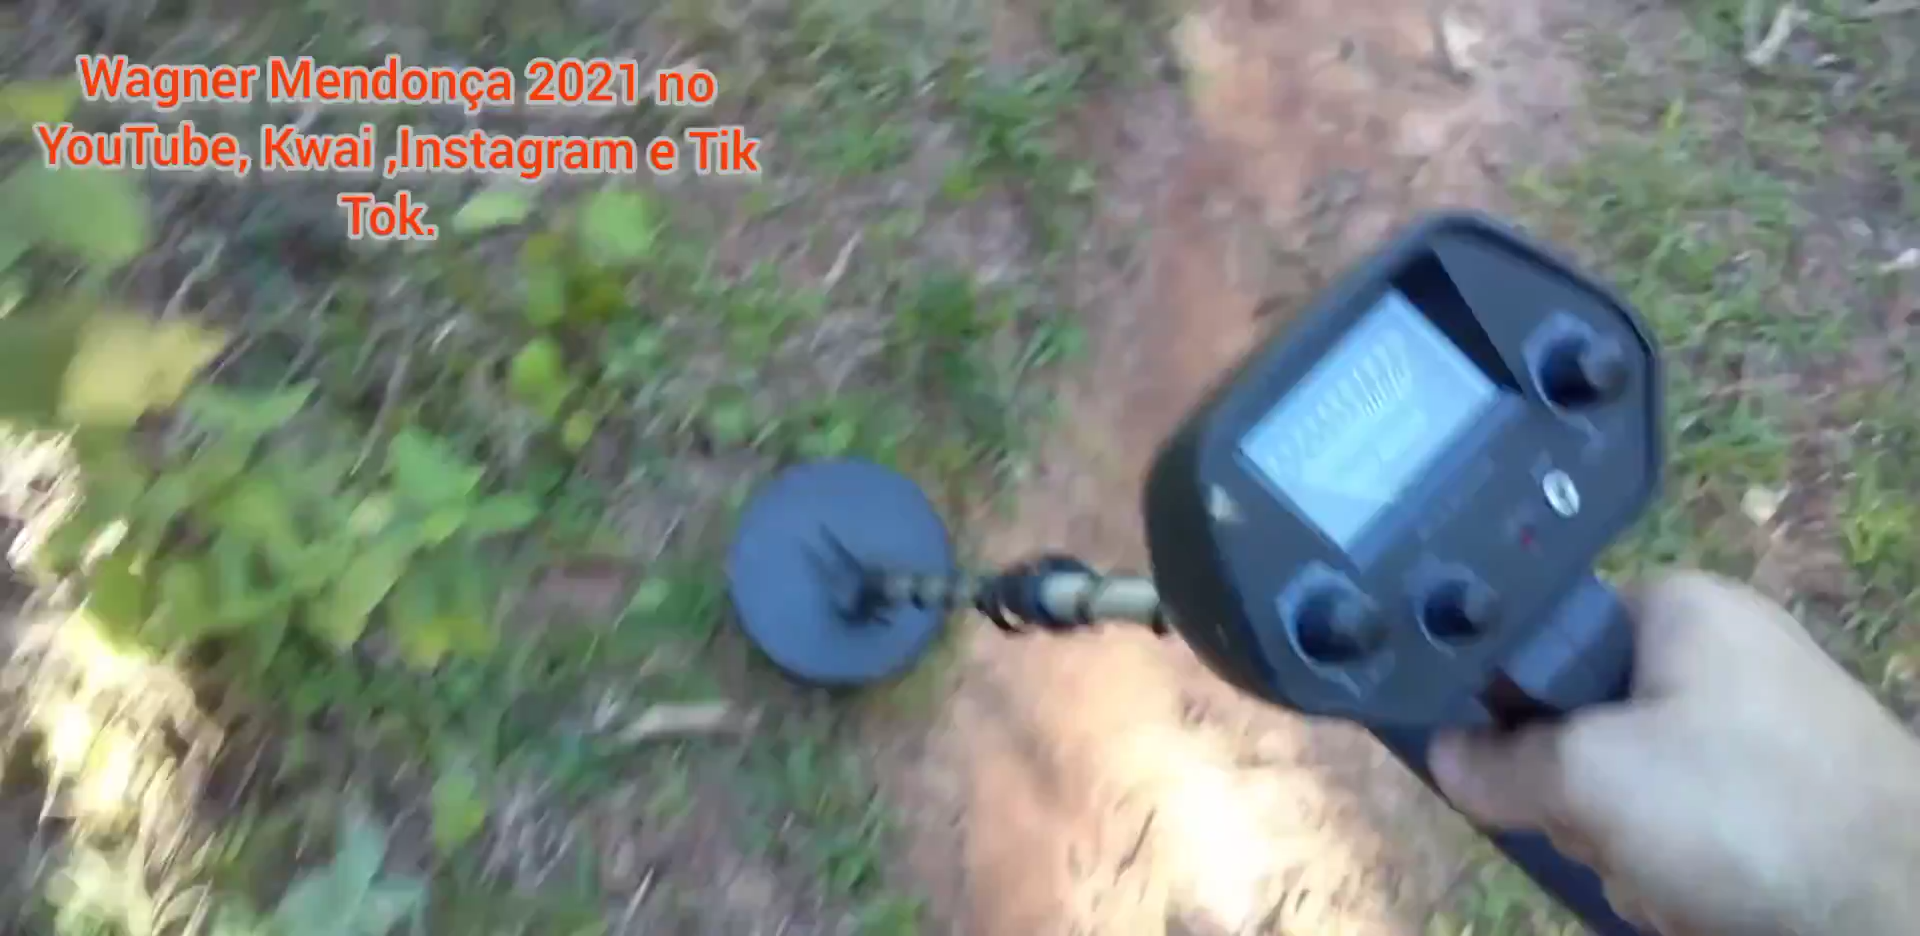 Wagner Mendonça 2021 no
YouTube, Kwai ,Instagram e Tik
Tok.